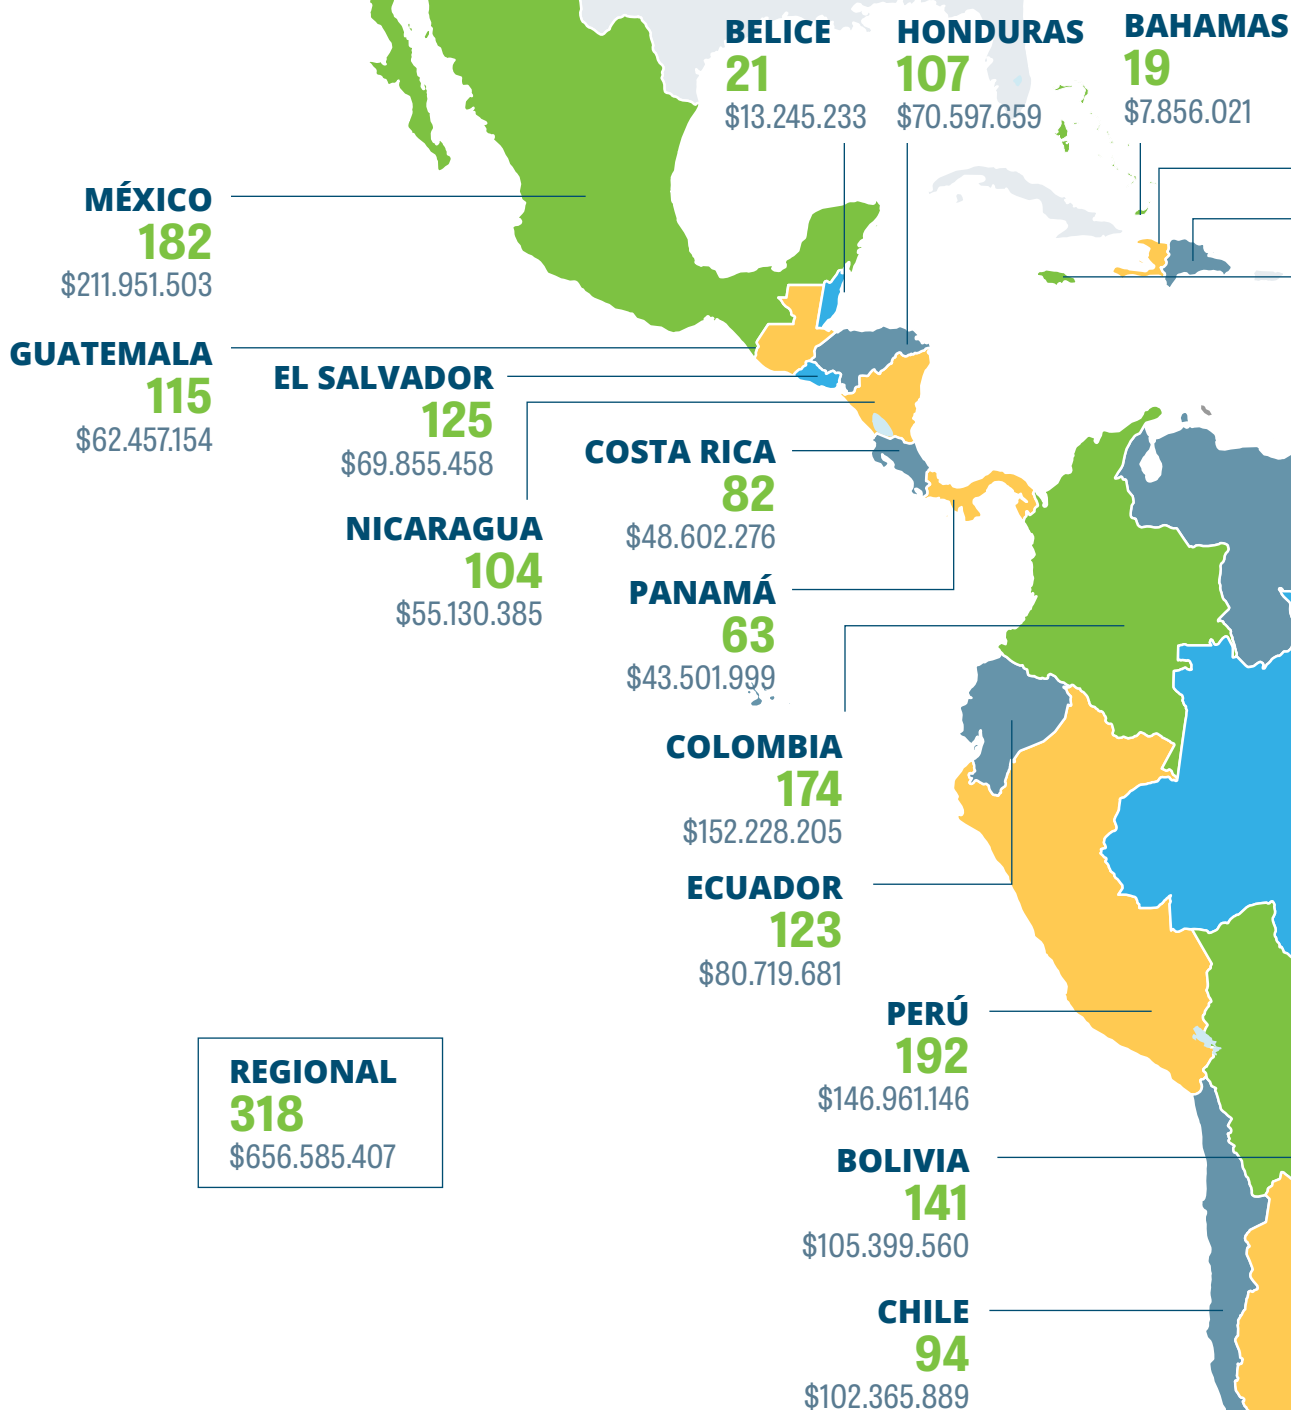 BELICE
21
$13.245.233
HONDURAS
107
$70.597.659
BAHAMAS
19
$7.856.021
MÉXICO
182
$211.951.503
GUATEMALA
115
$62.457.154
EL SALVADOR
125
$69.855.458
NICARAGUA
104
$55.130.385
COSTA RICA
82
$48.602.276
PANAMÁ
63
$43.501.999
COLOMBIA
174
$152.228.205
ECUADOR
123
$80.719.681
PERÚ
192
$146.961.146
REGIONAL
318
$656.585.407
BOLIVIA
141
$105.399.560
CHILE
94
$102.365.889